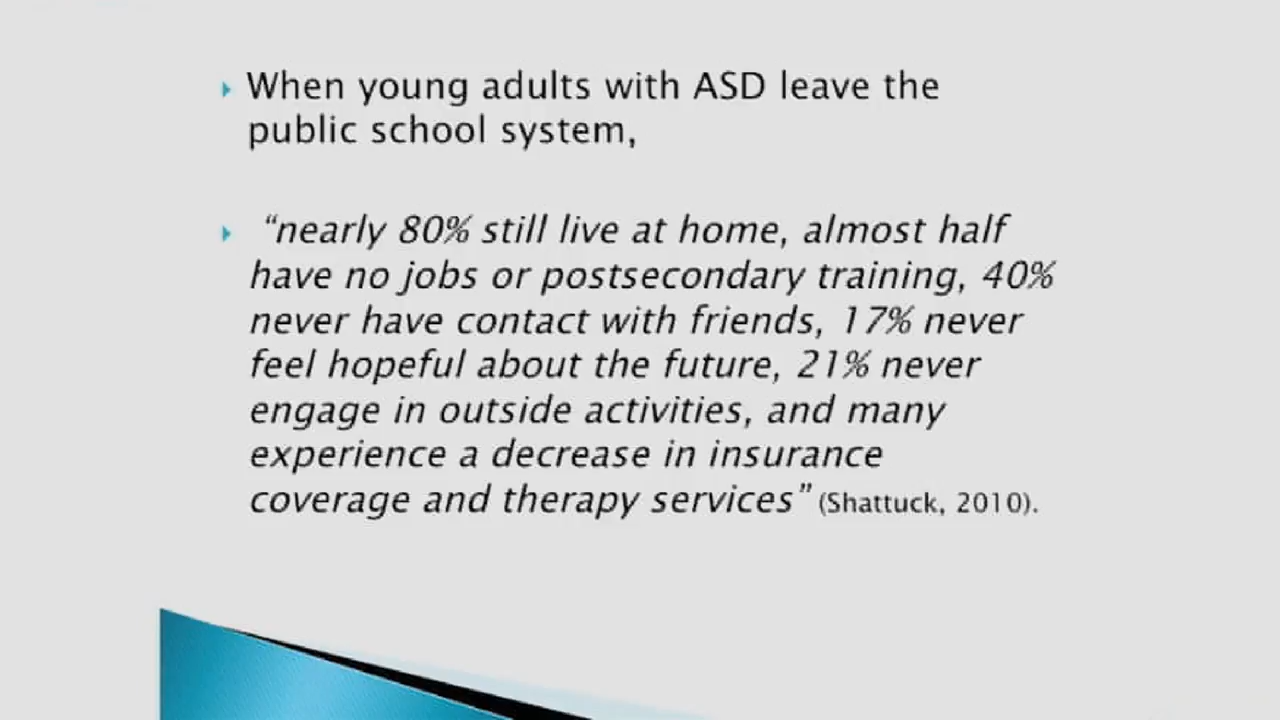 When young adults with ASD leave the
public school system,
“nearly 80% still live at home, almost half
have no jobs or postsecondary training, 40%
never have contact with friends, 17% never
feel hopeful about the future, 21% never
engage in outside activities, and many
experience a decrease in insurance
coverage and therapy services” (Shattuck, 2010).